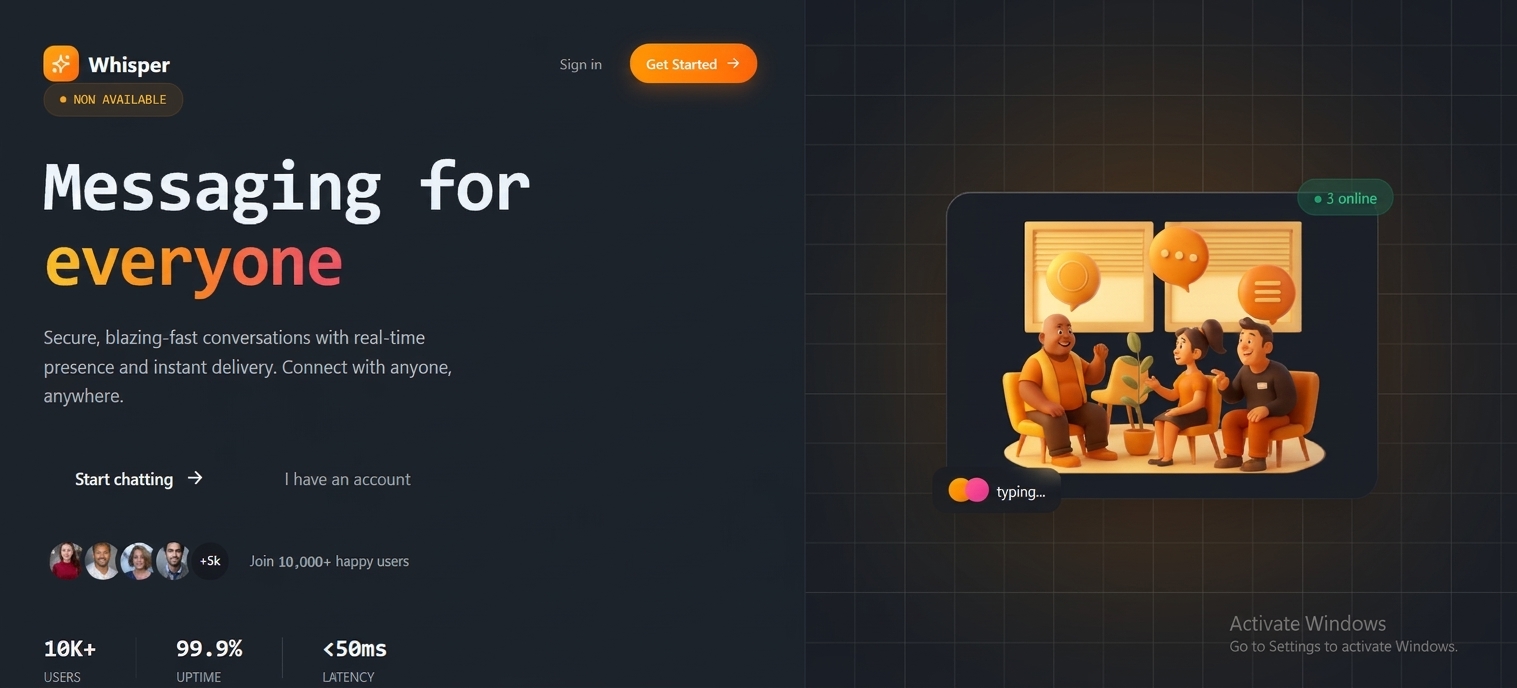 Whisper
Sign in
Get Started →
NON AVAILABLE
Messaging for
everyone
Secure, blazing-fast conversations with real-time
presence and instant delivery. Connect with anyone,
anywhere.
Start chatting →
I have an account
+5k
Join 10,000+ happy users
10K+
USERS
99.9%
UPTIME
<50ms
LATENCY
3 online
typing...
Activate Windows
Go to Settings to activate Windows.